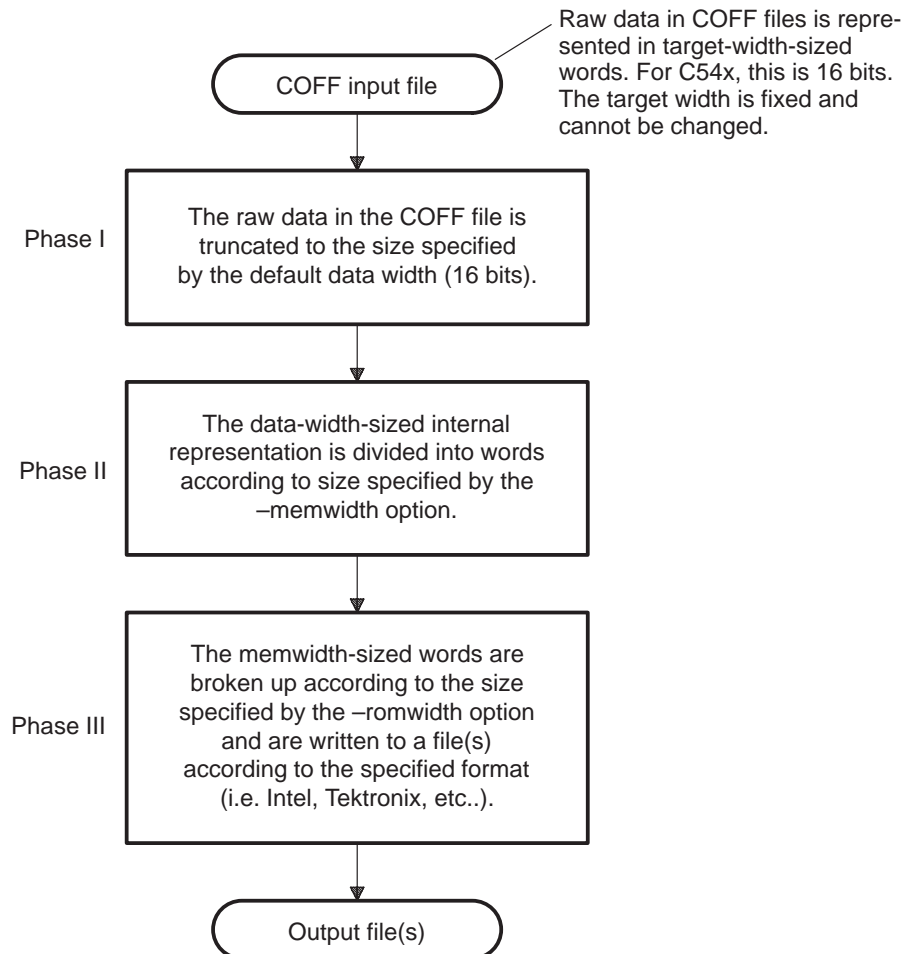 Raw data in COFF files is repre-
sented in target-width-sized
words. For C54x, this is 16 bits.
The target width is fixed and
cannot be changed.
COFF input file
Phase I
The raw data in the COFF file is
truncated to the size specified
by the default data width (16 bits).
Phase II
The data-width-sized internal
representation is divided into words
according to size specified by the
–memwidth option.
Phase III
The memwidth-sized words are
broken up according to the size
specified by the –romwidth option
and are written to a file(s)
according to the specified format
(i.e. Intel, Tektronix, etc..).
Output file(s)